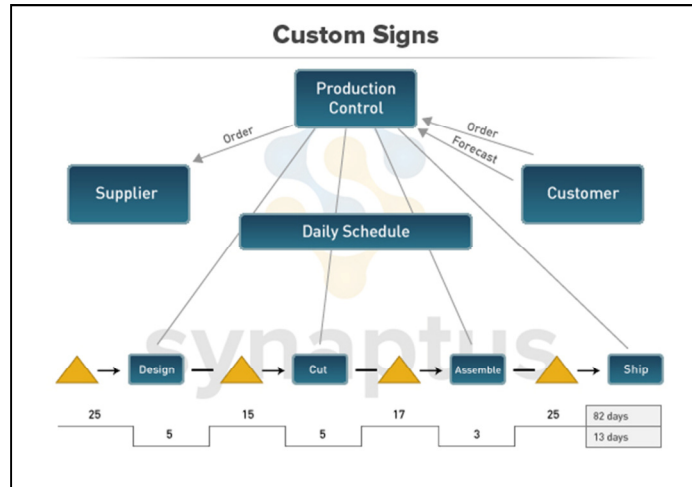 Custom Signs
Production
Control
Order
Order
Forecast
Supplier
Customer
Daily Schedule
synaptus
Design
Cut
Assemble
Ship
25
15
17
25
82 days
5
5
3
13 days